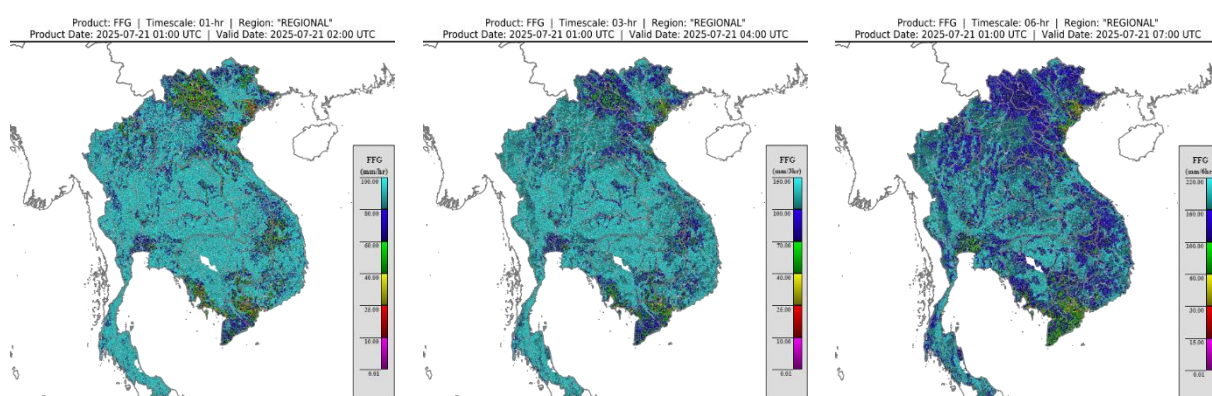 Product: FFG | Timescale: 01-hr | Region: "REGIONAL"
Product Date: 2025-07-21 01:00 UTC | Valid Date: 2025-07-21 02:00 UTC
FFG
(mm/hr)
100.00
80.00
60.00
40.00
20.00
10.00
0.01
Product: FFG | Timescale: 03-hr | Region: "REGIONAL"
Product Date: 2025-07-21 01:00 UTC | Valid Date: 2025-07-21 04:00 UTC
FFG
(mm/3hr)
160.00
100.00
70.00
40.00
20.00
10.00
0.01
Product: FFG | Timescale: 06-hr | Region: "REGIONAL"
Product Date: 2025-07-21 01:00 UTC | Valid Date: 2025-07-21 07:00 UTC
FFG
(mm/6hr)
220.00
160.00
100.00
60.00
30.00
15.00
0.01